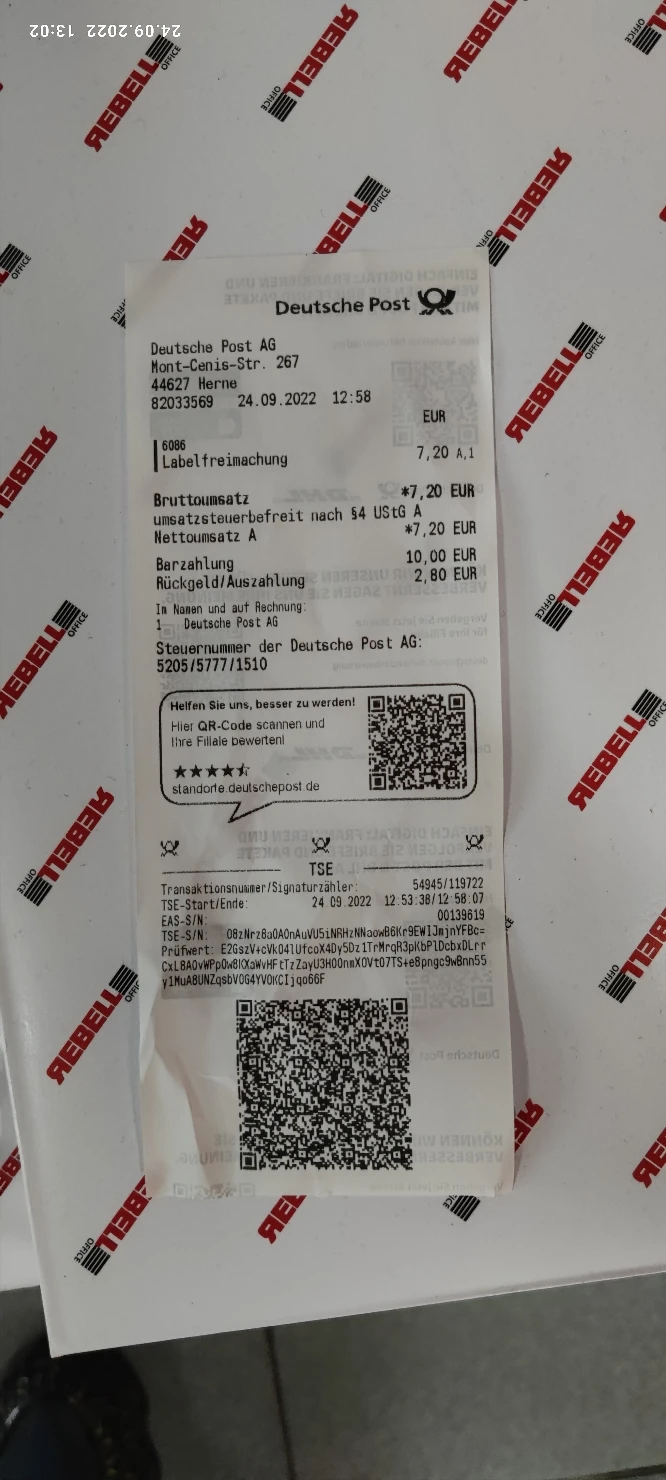 24.09.2022 13:02
REBELL
OFFICE
Deutsche Post
Deutsche Post AG
Mont-Cenis-Str. 267
44627 Herne
82033569 24.09.2022 12:58
EUR
6086
Labelfreimachung 7,20 A,1
Bruttoumsatz *7,20 EUR
umsatzsteuerbefreit nach §4 UStG A
Nettoumsatz A *7,20 EUR
Barzahlung 10,00 EUR
Rückgeld/Auszahlung 2,80 EUR
Im Namen und auf Rechnung:
1 Deutsche Post AG
Steuernummer der Deutsche Post AG:
5205/5777/1510
Helfen Sie uns, besser zu werden!
Hier QR-Code scannen und
Ihre Filiale bewerten!
standorte.deutschepost.de
TSE
Transaktionsnummer/Signaturzähler: 54945/119722
TSE-Start/Ende: 24 09.2022 12:53:38/12:58:07
EAS-S/N: 00139619
TSE-S/N:
Prüfwert: